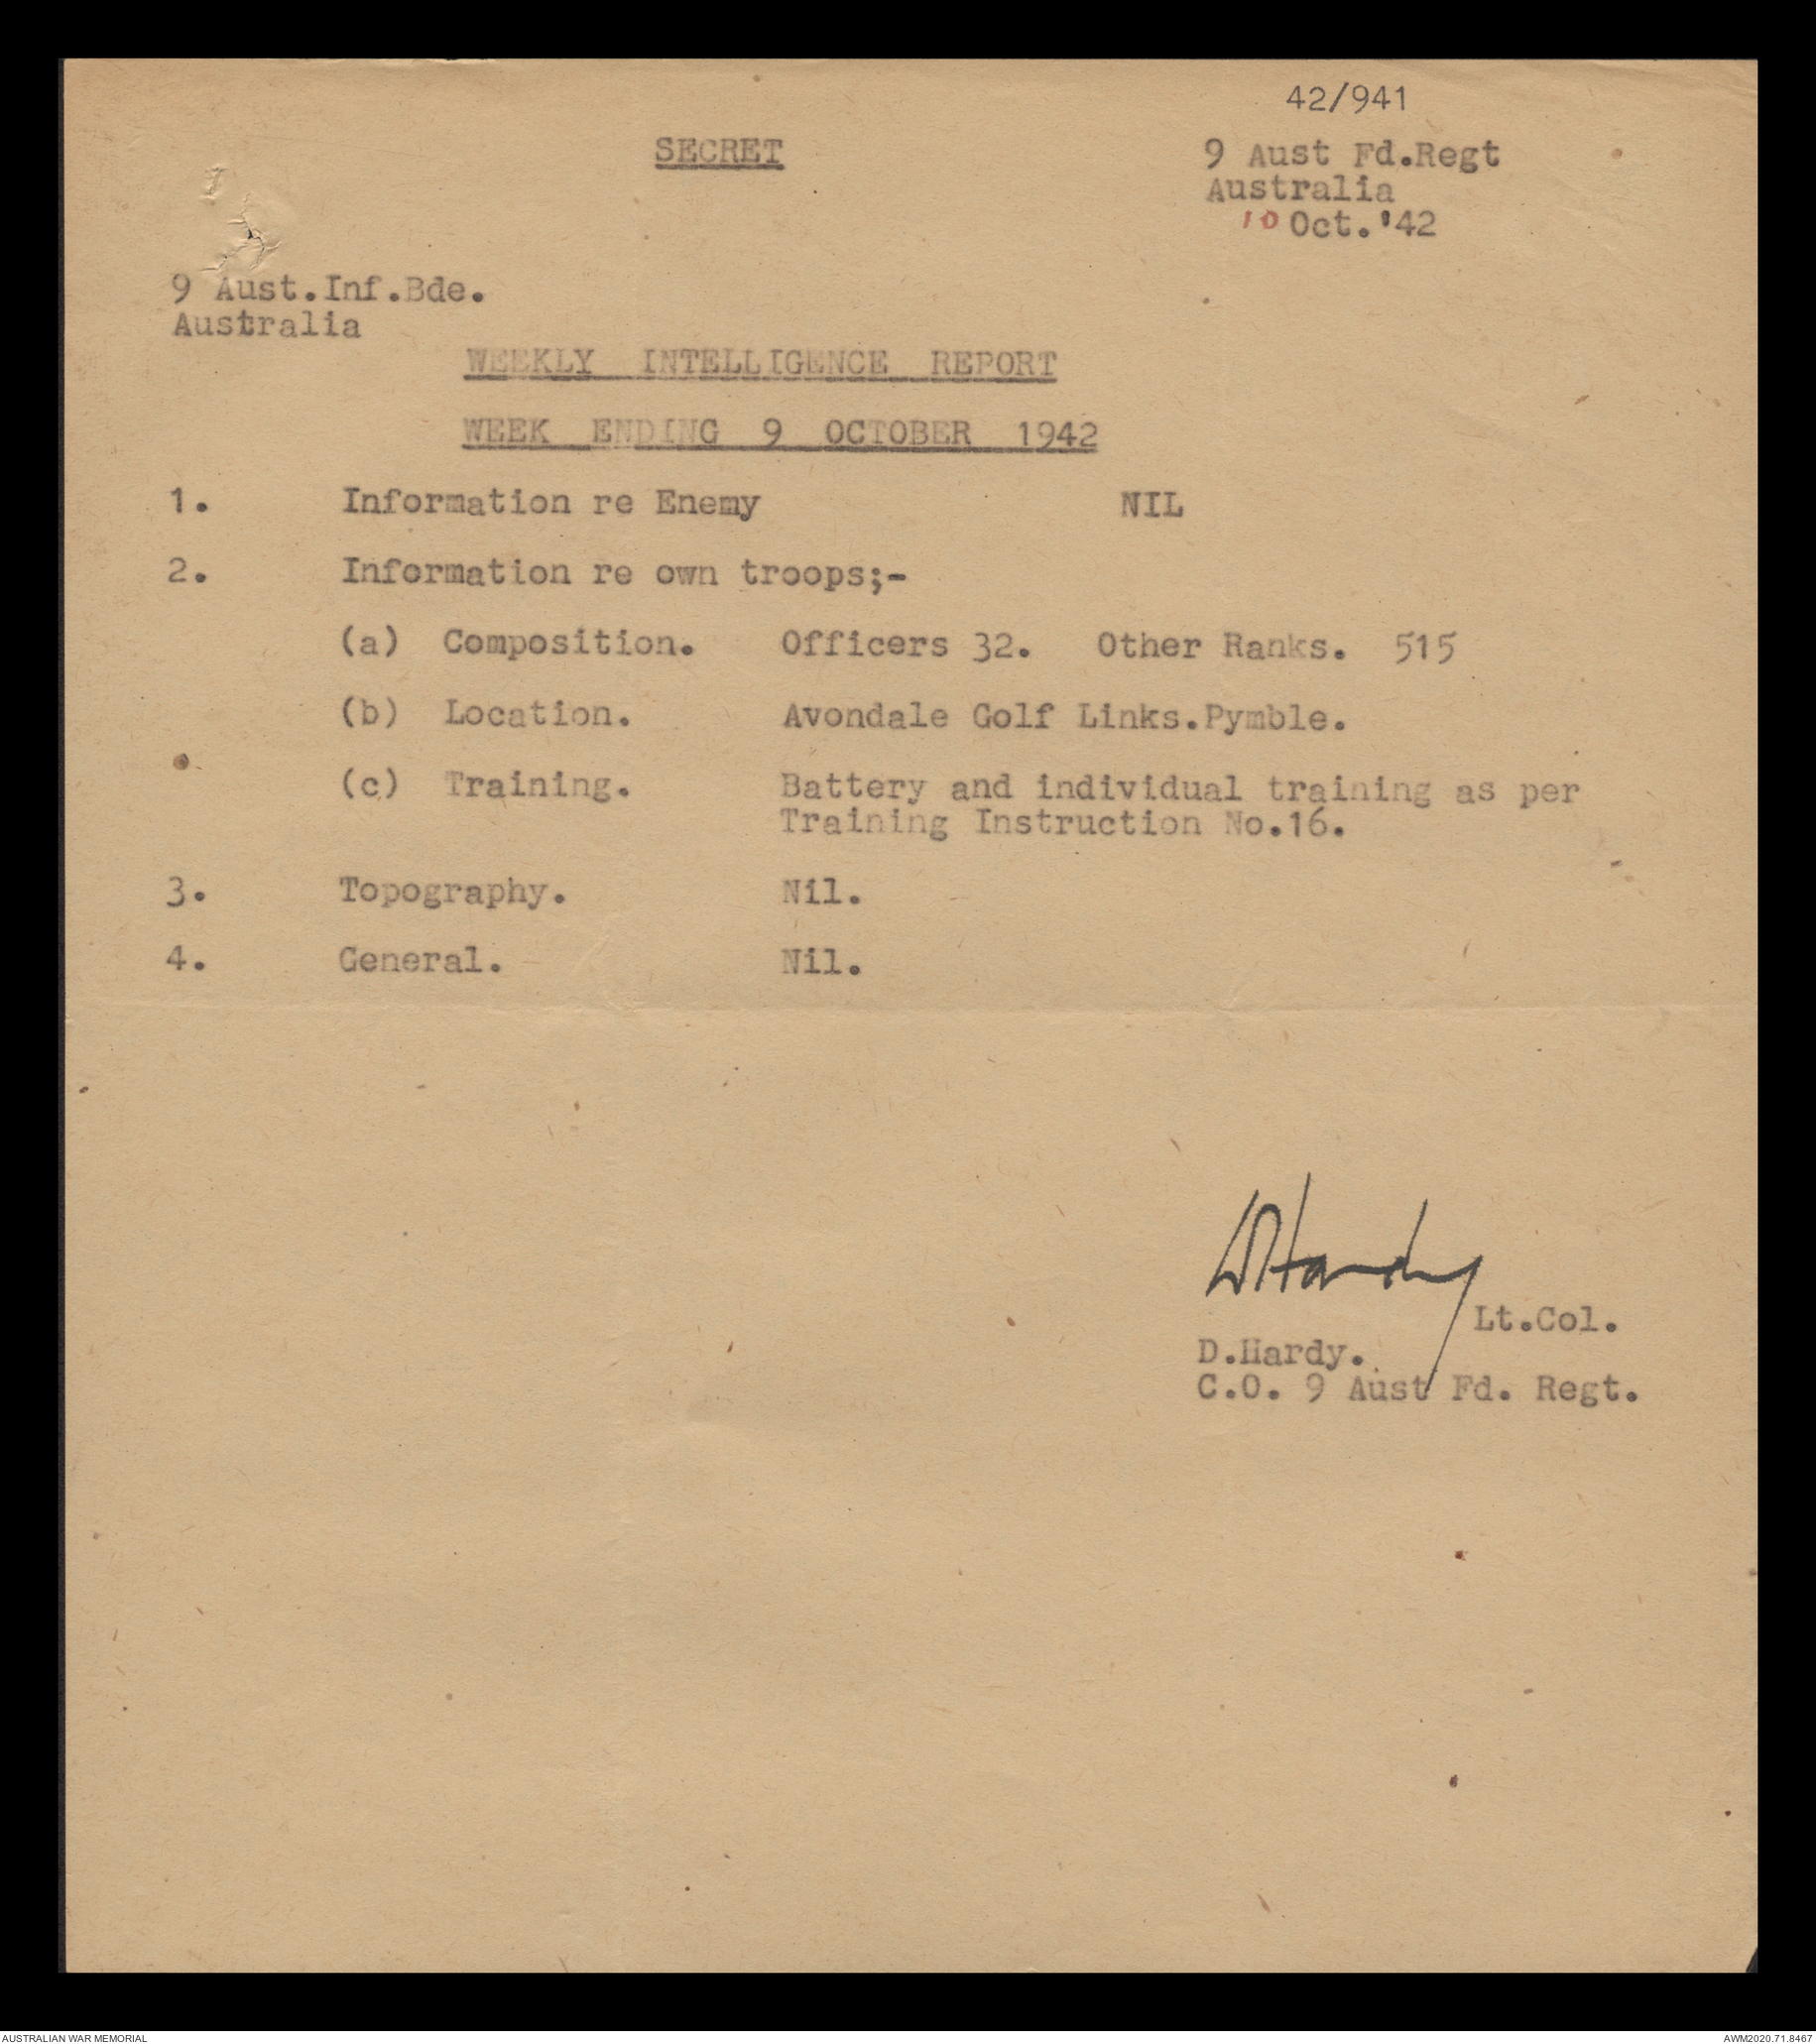 42/941
SECRET
9 Aust Fd.Regt
Australia
10 Oct.'42
9 Aust.Inf.Bde.
Australia
WEEKLY INTELLIGENCE REPORT
WEEK ENDING 9 OCTOBER 1942
1. Information re Enemy NIL
2. Information re own troops;-
(a) Composition. Officers 32. Other Ranks. 515
(b) Location. Avondale Golf Links.Pymble.
(c) Training. Battery and individual training as per
Training Instruction No.16.
3. Topography. Nil.
4. General. Nil.
DHardy
Lt.Col.
D.Hardy.
C.O. 9 Aust Fd. Regt.
AUSTRALIAN WAR MEMORIAL
AWM2020.71.8467